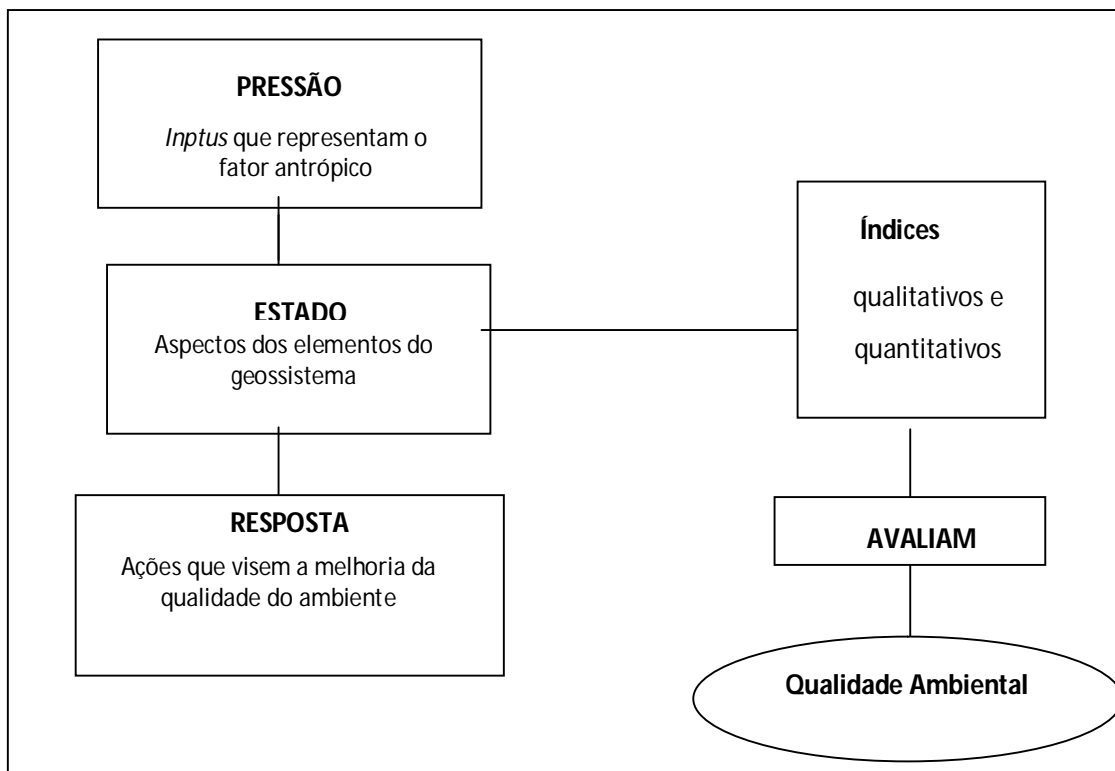 PRESSÃO
Inptus que representam o
fator antrópico
ESTADO
Aspectos dos elementos do
geossistema
RESPOSTA
Ações que visem a melhoria da
qualidade do ambiente
Índices
qualitativos e
quantitativos
AVALIAM
Qualidade Ambiental